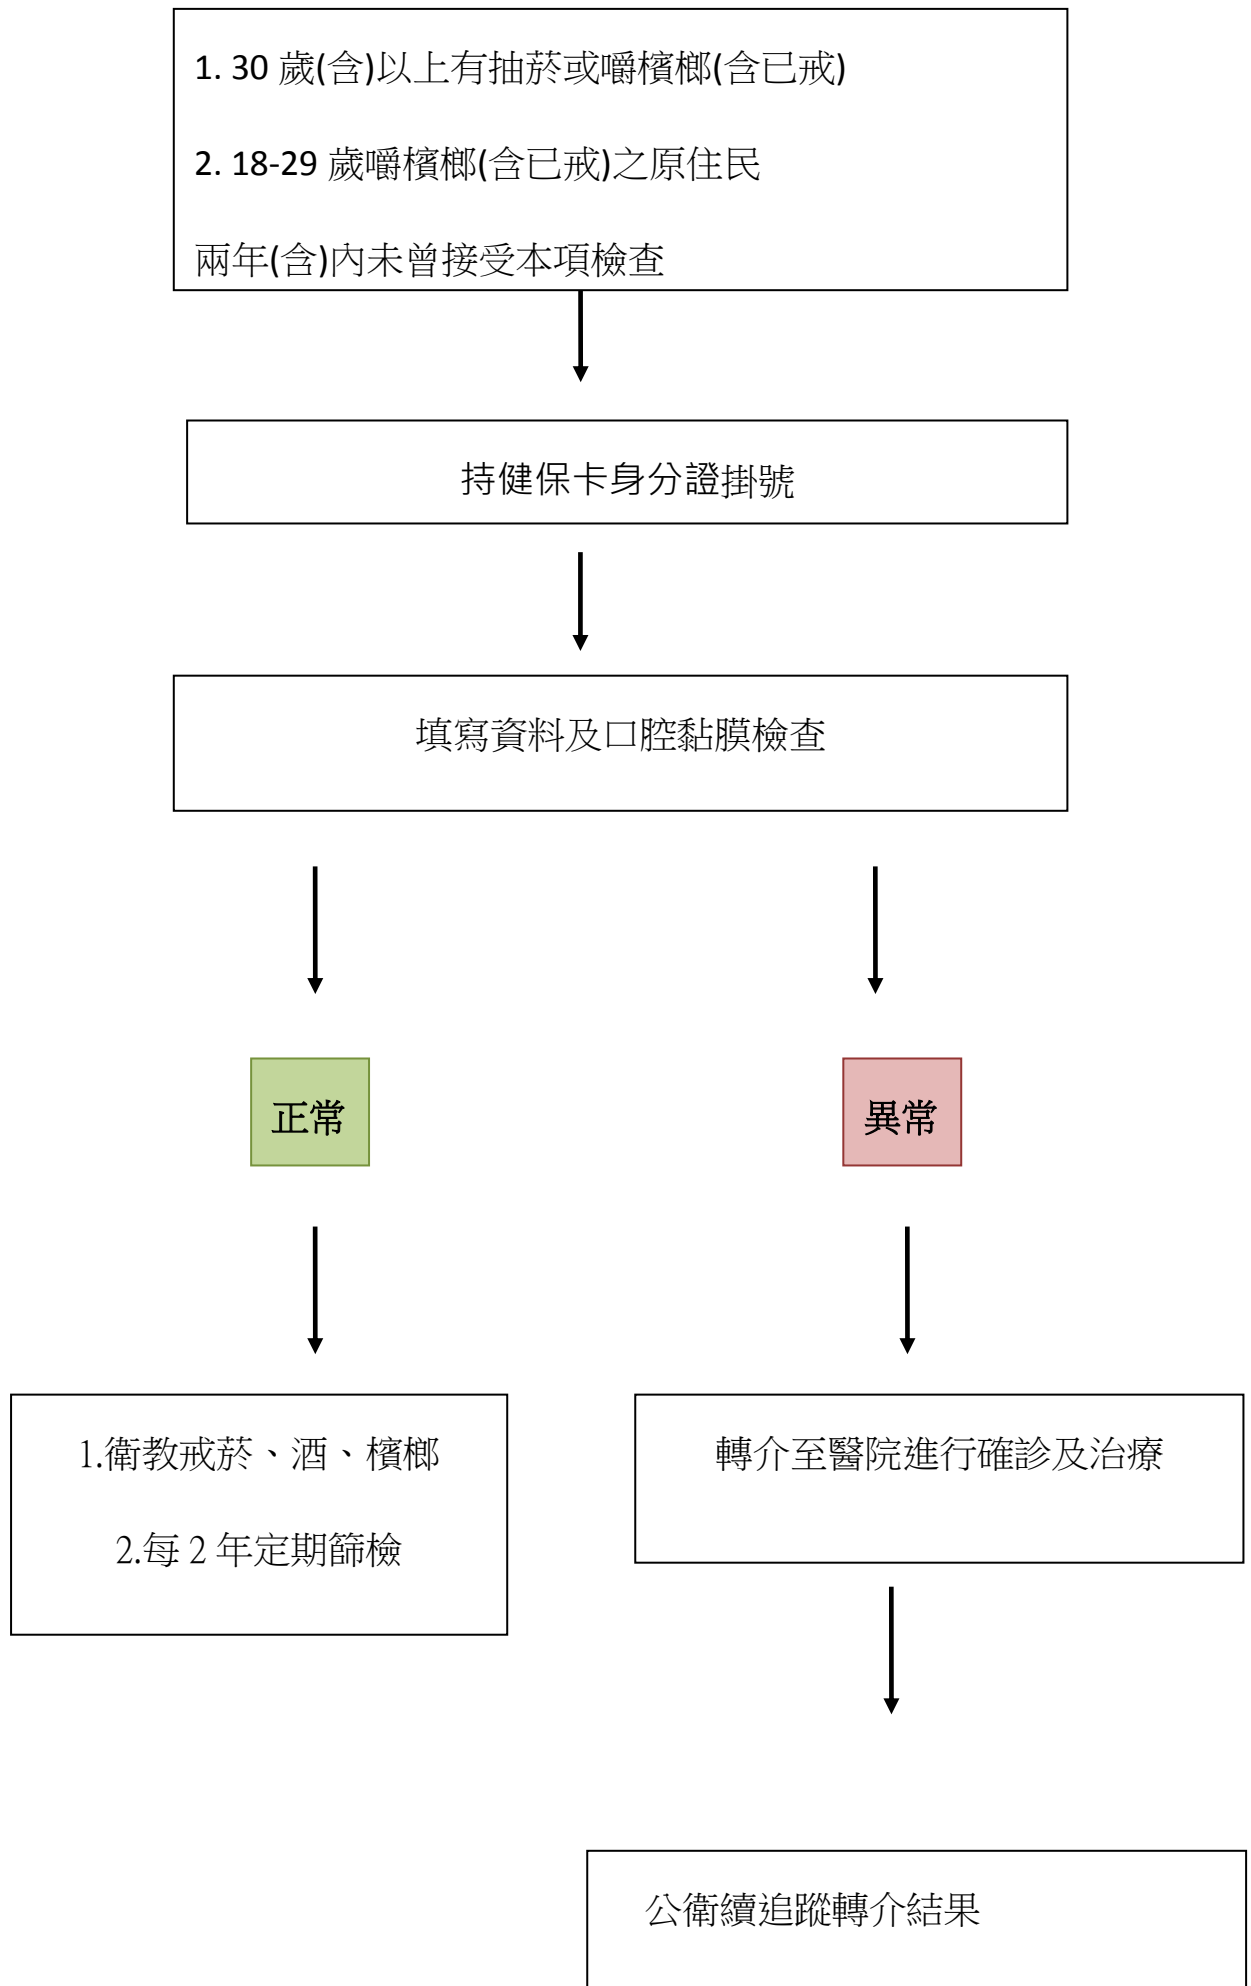 1. 30 歲(含)以上有抽菸或嚼檳榔(含已戒)
2. 18-29 歲嚼檳榔(含已戒)之原住民
兩年(含)內未曾接受本項檢查
持健保卡身分證掛號
填寫資料及口腔黏膜檢查
正常
異常
1.衛教戒菸、酒、檳榔
2.每 2 年定期篩檢
轉介至醫院進行確診及治療
公衛續追蹤轉介結果